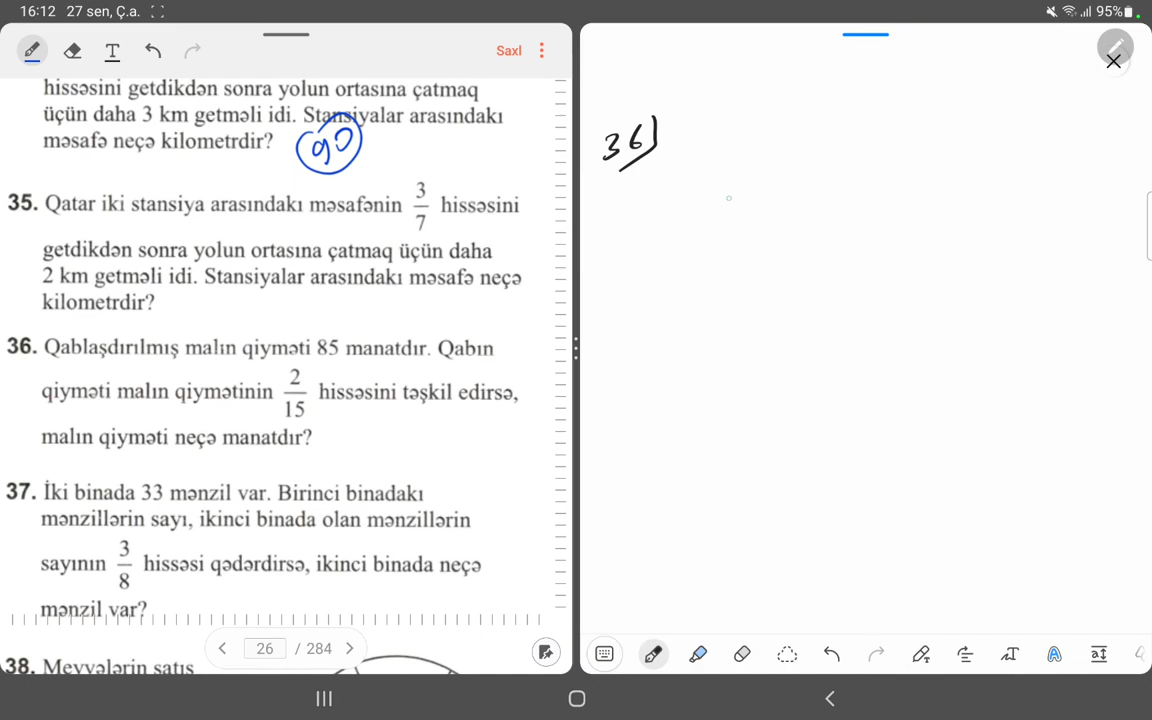 16:12 27 sen, Ç.a.
95%
Saxl
hissəsini getdikdən sonra yolun ortasına çatmaq
üçün daha 3 km getməli idi. Stansiyalar arasındakı
məsafə neçə kilometrdir?
90
35. Qatar iki stansiya arasındakı məsafənin 3/7 hissəsini
getdikdən sonra yolun ortasına çatmaq üçün daha
2 km getməli idi. Stansiyalar arasındakı məsafə neçə
kilometrdir?
36. Qablaşdırılmış malın qiyməti 85 manatdır. Qabın
qiyməti malın qiymətinin 2/15 hissəsini təşkil edirsə,
malın qiyməti neçə manatdır?
37. İki binada 33 mənzil var. Birinci binadakı
mənzillərin sayı, ikinci binada olan mənzillərin
sayının 3/8 hissəsi qədərdirsə, ikinci binada neçə
mənzil var?
26 / 284
38. Meyvələrin satış
36)